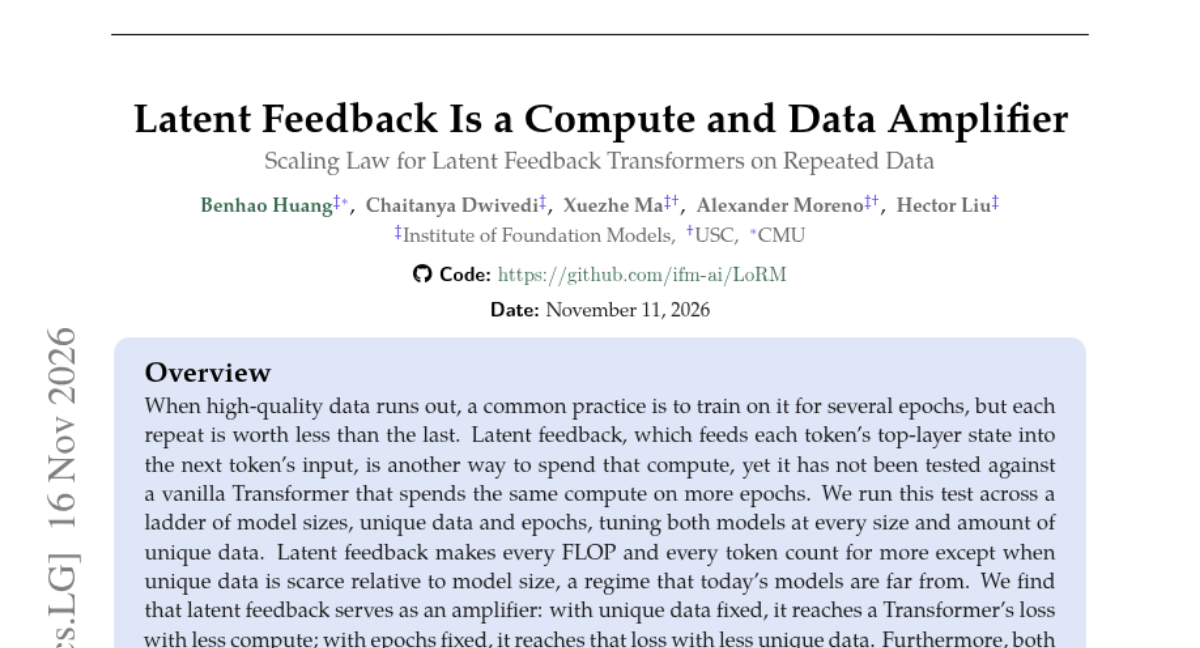 Latent Feedback Is a Compute and Data Amplifier
Scaling Law for Latent Feedback Transformers on Repeated Data
Benhao Huang‡*, Chaitanya Dwivedi‡, Xuezhe Ma‡†, Alexander Moreno‡†, Hector Liu‡
‡Institute of Foundation Models, †USC, *CMU
Code: https://github.com/ifm-ai/LoRM
Date: November 11, 2026
Overview
When high-quality data runs out, a common practice is to train on it for several epochs, but each
repeat is worth less than the last. Latent feedback, which feeds each token's top-layer state into
the next token's input, is another way to spend that compute, yet it has not been tested against
a vanilla Transformer that spends the same compute on more epochs. We run this test across a
ladder of model sizes, unique data and epochs, tuning both models at every size and amount of
unique data. Latent feedback makes every FLOP and every token count for more except when
unique data is scarce relative to model size, a regime that today's models are far from. We find
that latent feedback serves as an amplifier: with unique data fixed, it reaches a Transformer's loss
with less compute; with epochs fixed, it reaches that loss with less unique data. Furthermore, both
cs.LG] 16 Nov 2026